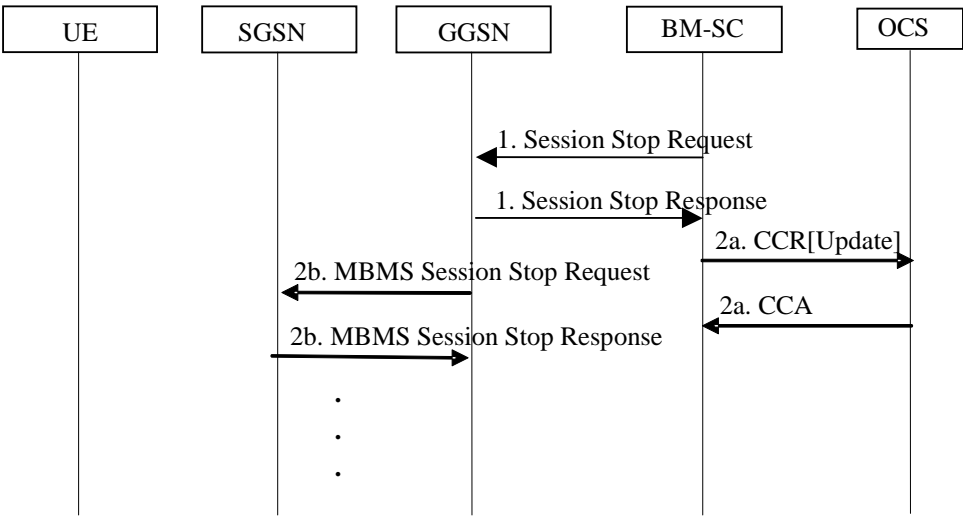 UE
SGSN
GGSN
BM-SC
OCS
1. Session Stop Request
1. Session Stop Response
2a. CCR[Update]
2b. MBMS Session Stop Request
2a. CCA
2b. MBMS Session Stop Response
.
.
.